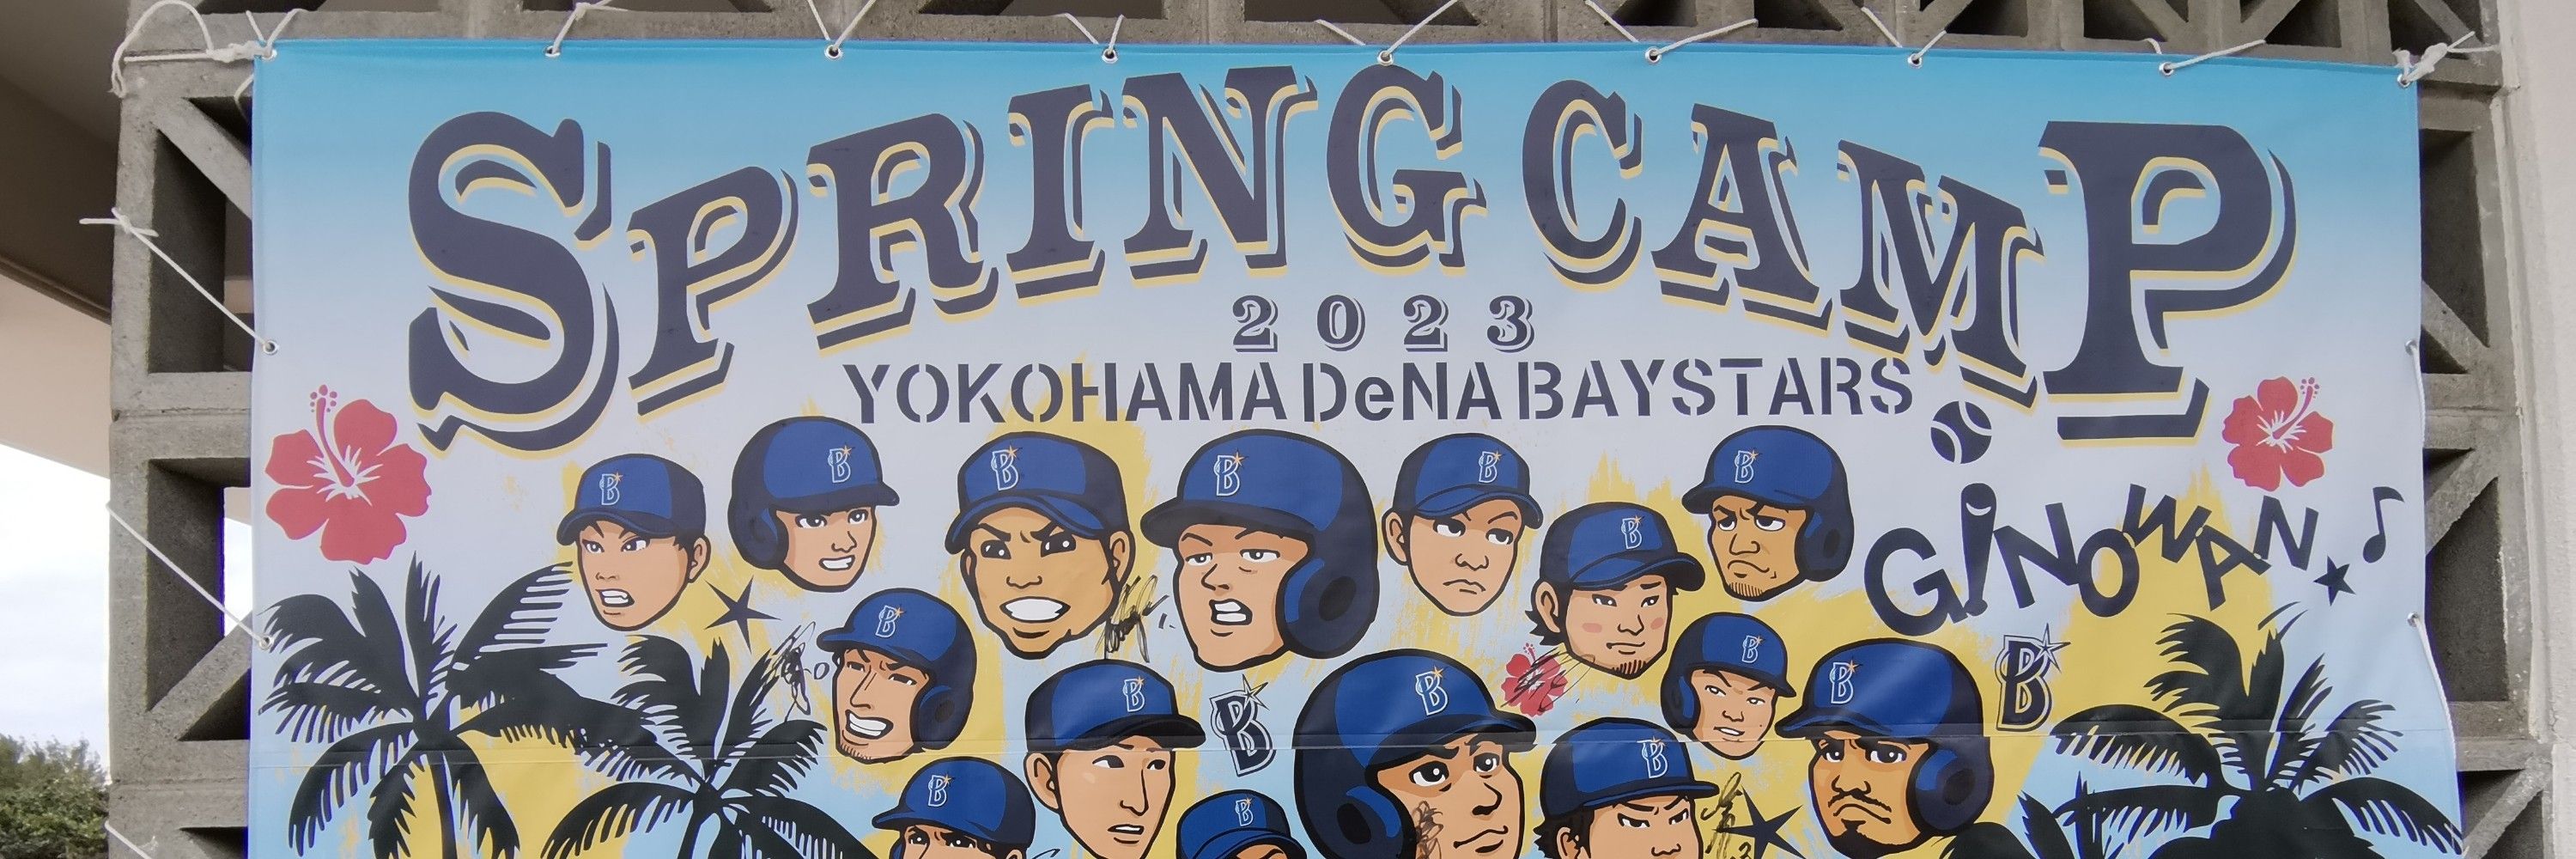 SPRING CAMP
2023
YOKOHAMA DeNA BAYSTARS
GINOWAN